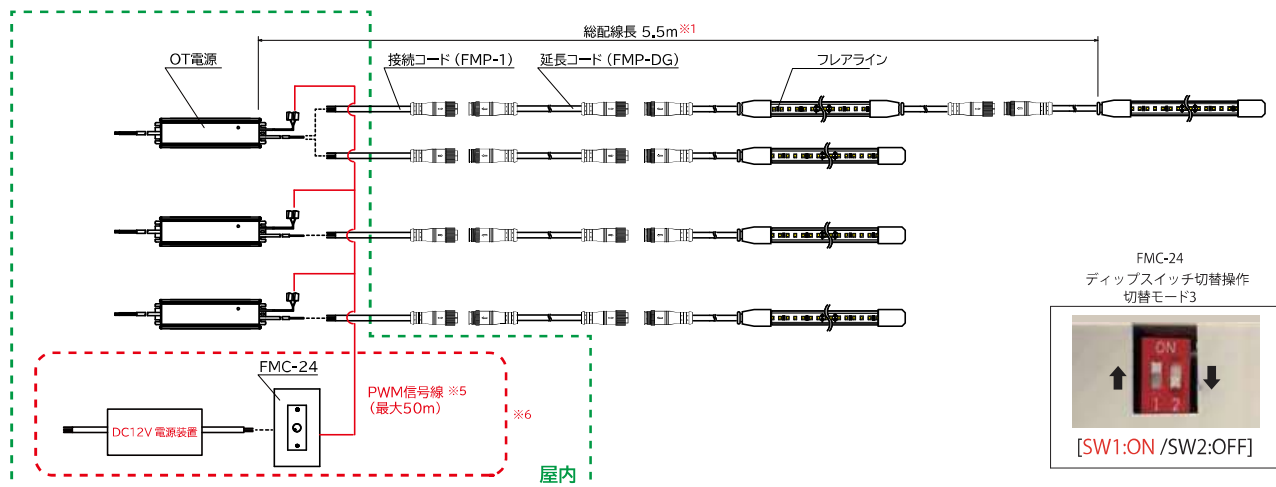 総配線長 5.5m※1
OT電源
接続コード(FMP-1)
延長コード(FMP-DG)
フレアライン
FMC-24
ディップスイッチ切替操作
切替モード3
ON
1 2
[SW1:ON /SW2:OFF]
FMC-24
PWM信号線 ※5
(最大50m)
※6
DC12V 電源装置
屋内